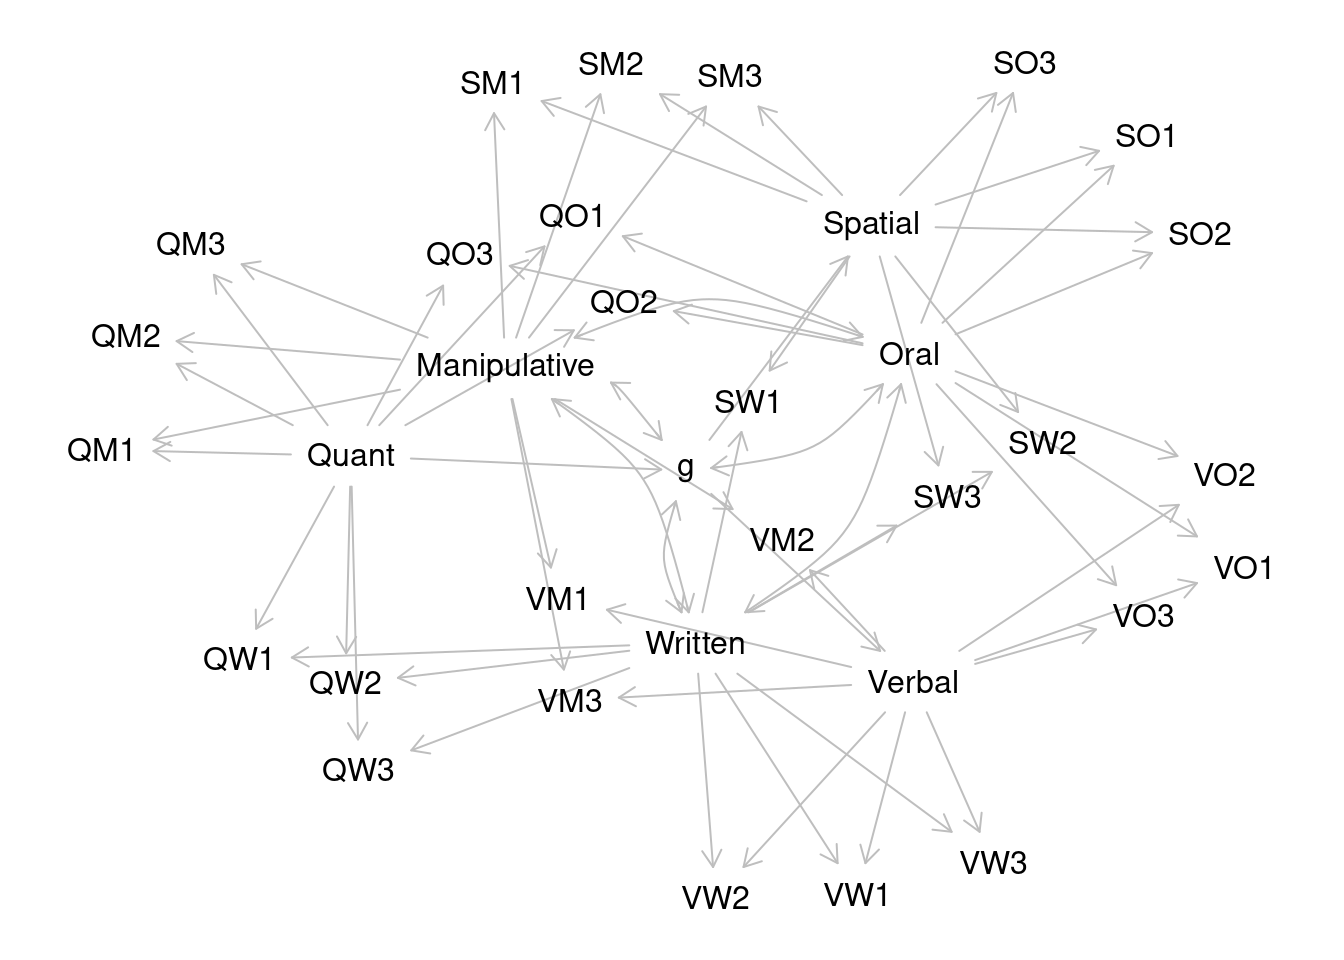 SO3
SM2
SM3
SM1
SO1
QO1
Spatial
SO2
QM3
QO3
QO2
QM2
Oral
Manipulative
SW1
SW2
QM1
Quant
g
VO2
SW3
VM2
VO1
VM1
VO3
Written
QW1
QW2
Verbal
VM3
QW3
VW3
VW2
VW1